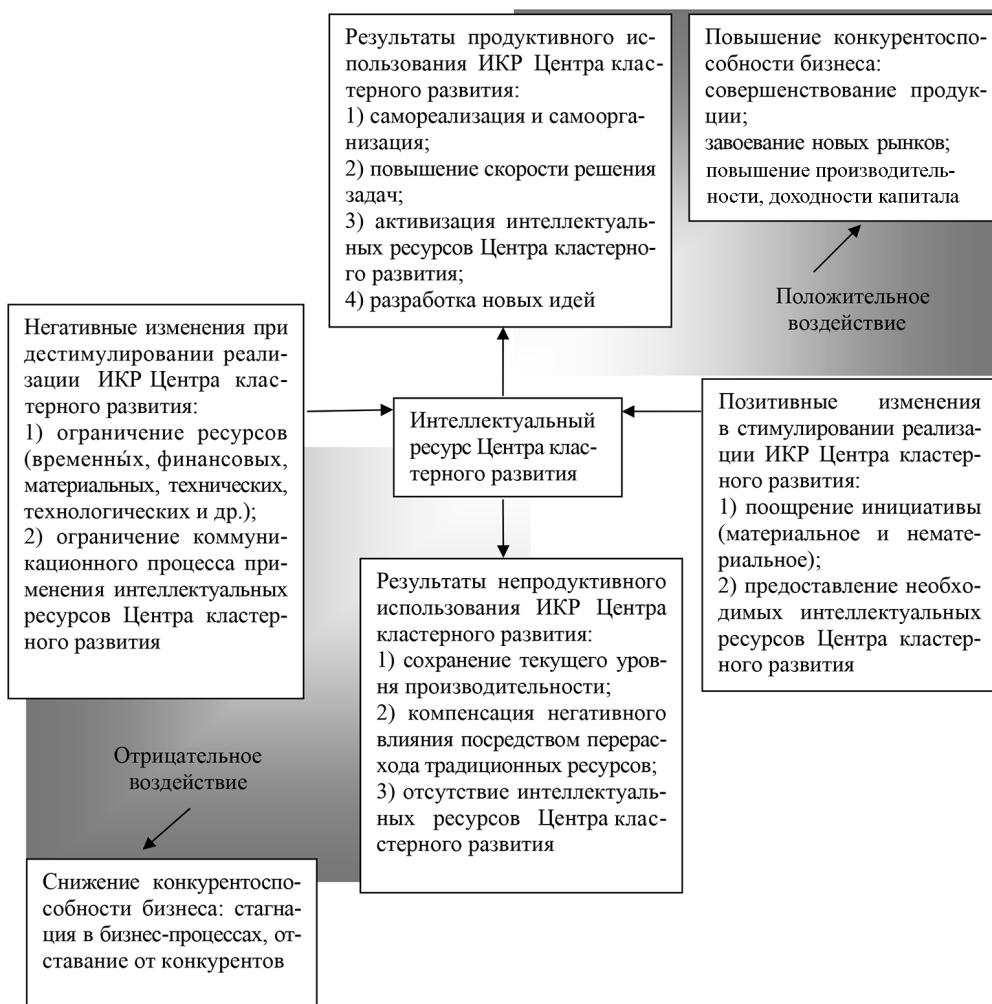 Результаты продуктивного ис-
пользования ИКР Центра клас-
терного развития:
1) самореализация и самоорга-
низация;
2) повышение скорости решения
задач;
3) активизация интеллектуаль-
ных ресурсов Центра кластерно-
го развития;
4) разработка новых идей
Повышение конкурентоспо-
собности бизнеса:
совершенствование продук-
ции;
завоевание новых рынков;
повышение производитель-
ности, доходности капитала
Положительное
воздействие
Негативные изменения при
дестимулировании реали-
зации ИКР Центра клас-
терного развития:
1) ограничение ресурсов
(временны́х, финансовых,
материальных, технических,
технологических и др.);
2) ограничение коммуни-
кационного процесса при-
менения интеллектуальных
ресурсов Центра кластер-
ного развития
Интеллектуальный
ресурс Центра клас-
терного развития
Позитивные изменения
в стимулировании реализа-
ции ИКР Центра кластер-
ного развития:
1) поощрение инициативы
(материальное и немате-
риальное);
2) предоставление необхо-
димых интеллектуальных
ресурсов Центра кластер-
ного развития
Результаты непродуктивного
использования ИКР Центра
кластерного развития:
1) сохранение текущего уров-
ня производительности;
2) компенсация негативного
влияния посредством перерас-
хода традиционных ресурсов;
3) отсутствие интеллектуаль-
ных ресурсов Центра клас-
стерного развития
Отрицательное
воздействие
Снижение конкурентоспо-
собности бизнеса: стагна-
ция в бизнес-процессах, от-
ставание от конкурентов